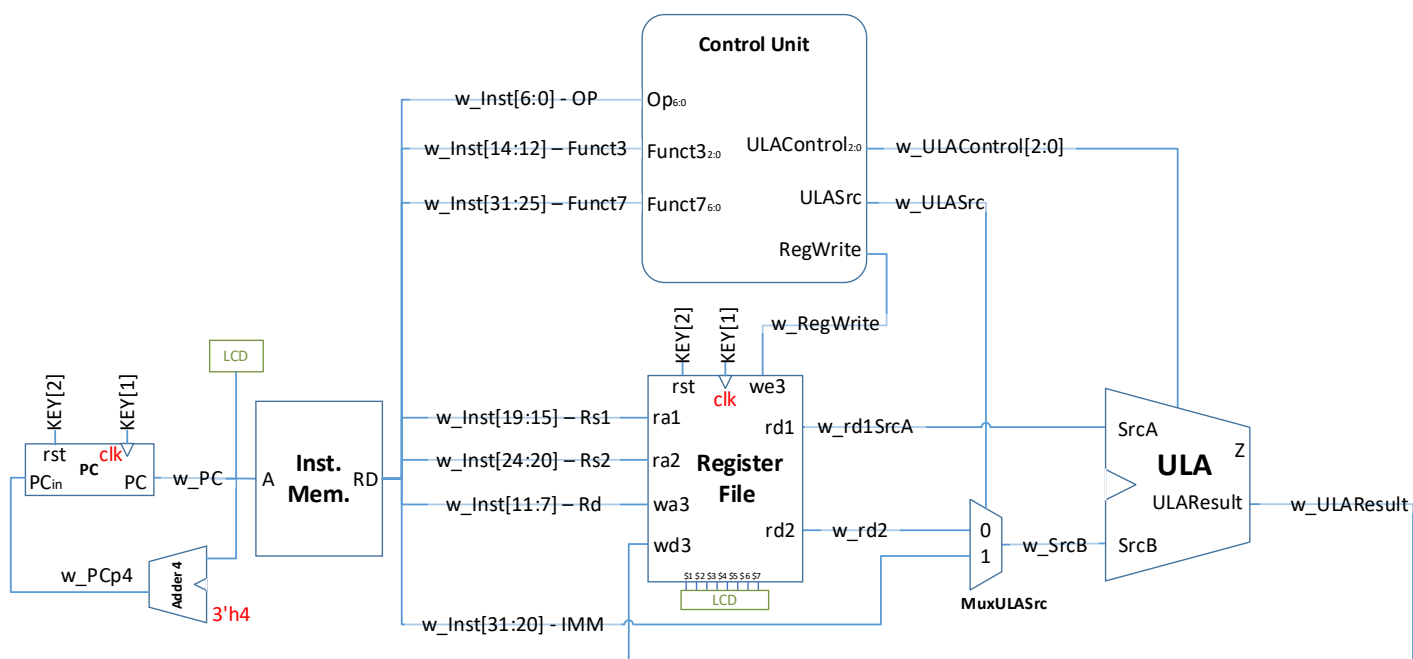 Control Unit
w_Inst[6:0] - OP
Op6:0
w_Inst[14:12] – Funct3
Funct32:0
ULAControl2:0
w_ULAControl[2:0]
w_Inst[31:25] – Funct7
Funct76:0
ULASrc
w_ULASrc
RegWrite
w_RegWrite
KEY[2]
KEY[1]
LCD
KEY[2]
KEY[1]
rst
clk
we3
w_Inst[19:15] – Rs1
ra1
rd1
w_rd1SrcA
SrcA
rst
clk
PC
PCin
PC
w_PC
A
Inst.
Mem.
RD
w_Inst[24:20] – Rs2
ra2
Register
File
ULA
Z
w_Inst[11:7] – Rd
wa3
ULAResult
w_ULAResult
wd3
rd2
w_rd2
0
1
w_SrcB
SrcB
w_PCp4
Adder 4
3'h4
$1 $2 $3 $4 $5 $6 $7
LCD
MuxULASrc
w_Inst[31:20] - IMM